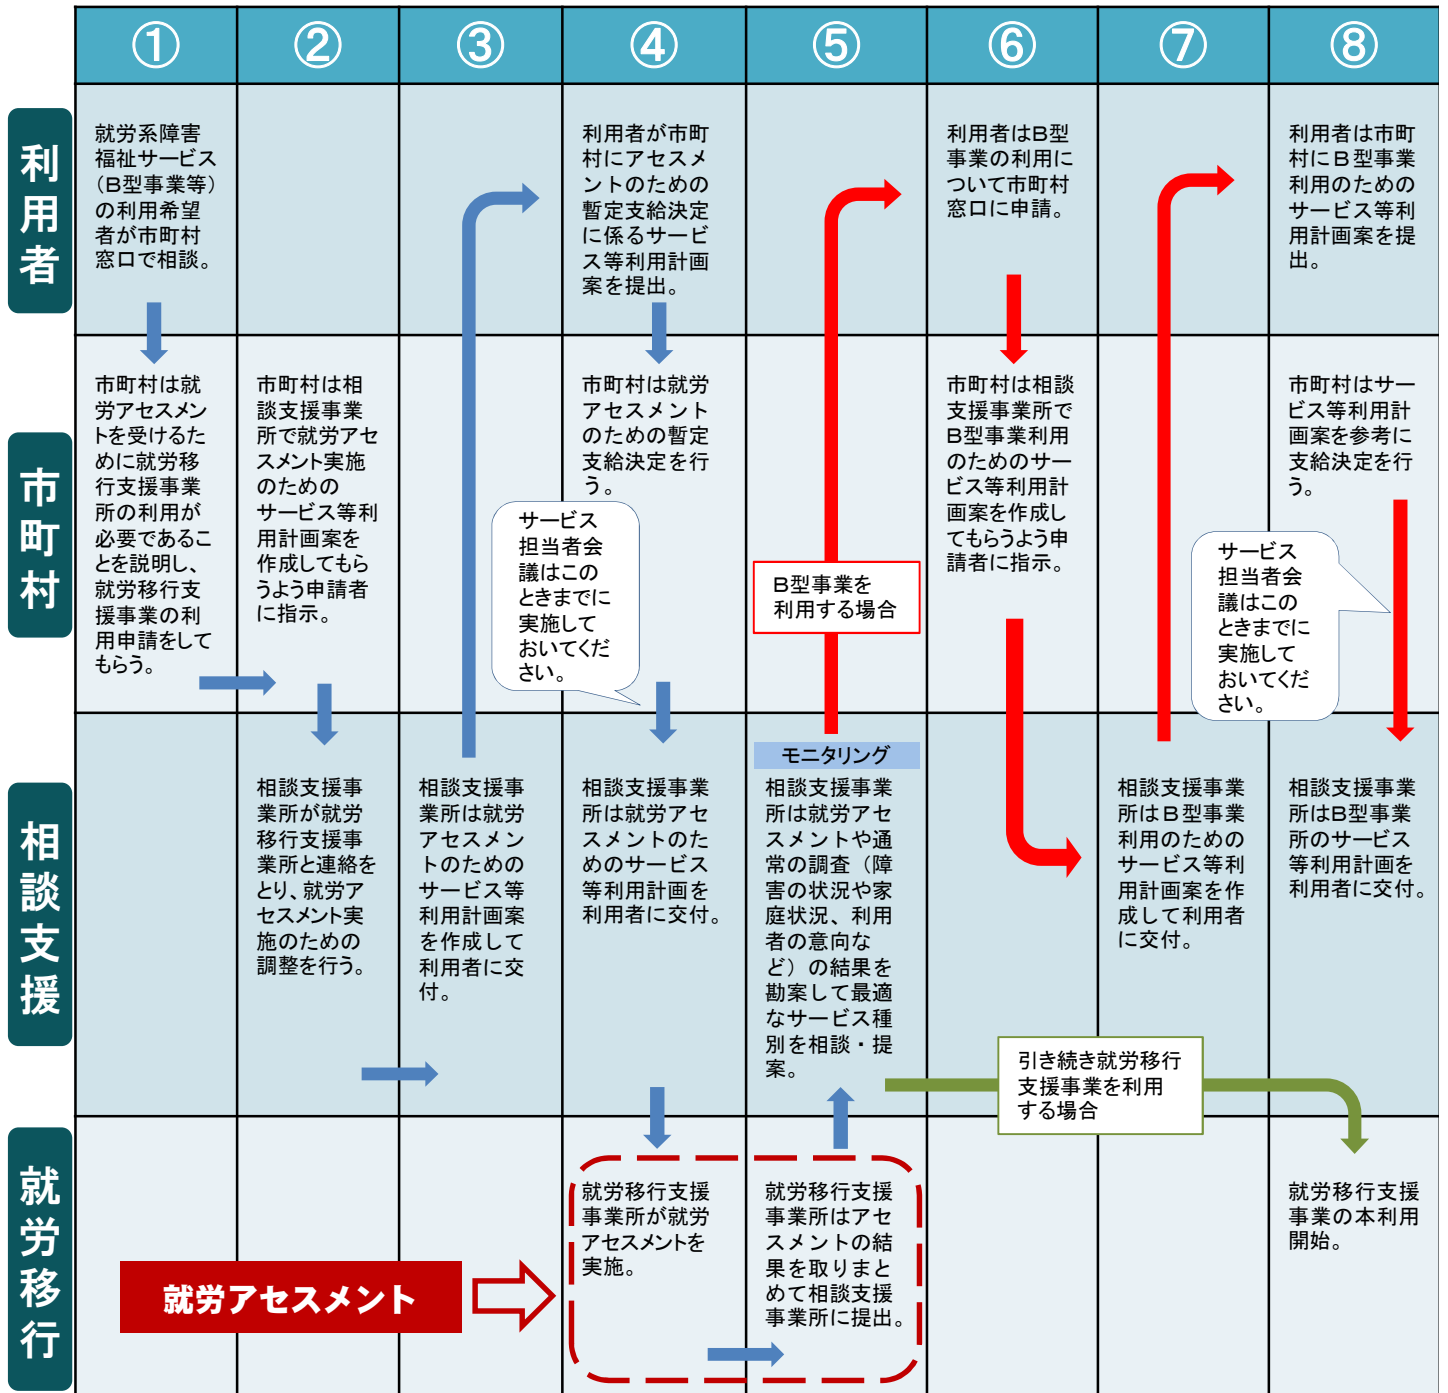 ①
②
③
④
⑤
⑥
⑦
⑧
利用者
就労系障害
福祉サービス
（B型事業等）
の利用希望
者が市町村
窓口で相談。
利用者が市町
村にアセスメ
ントのための
暫定支給決定
に係るサービ
ス等利用計画
案を提出。
利用者はB型
事業の利用に
ついて市町村
窓口に申請。
利用者は市町
村にB型事業
利用のための
サービス等利
用計画案を提
出。
市町村
市町村は就
労アセスメン
トを受けるた
めに就労移
行支援事業
所の利用が
必要であるこ
とを説明し、
就労移行支
援事業の利
用申請をして
もらう。
市町村は相
談支援事業
所で就労アセ
スメント実施
のための
サービス等利
用計画案を
作成してもら
うよう申請者
に指示。
市町村は就労
アセスメント
のための暫定
支給決定を行
う。
サービス
担当者会
議はこの
ときまでに
実施して
おいてくだ
さい。
B型事業を
利用する場合
市町村は相談
支援事業所で
B型事業利用
のためのサー
ビス等利用計
画案を作成し
てもらうよう申
請者に指示。
市町村はサー
ビス等利用計
画案を参考に
支給決定を行
う。
サービス
担当者会
議はこの
ときまでに
実施して
おいてくだ
さい。
相談支援
相談支援事
業所が就労
移行支援事
業所と連絡を
とり、就労ア
セスメント実
施のための
調整を行う。
相談支援事
業所は就労
アセスメン
トのための
サービス等
利用計画案
を作成して
利用者に交
付。
相談支援事業
所は就労アセ
スメントのた
めのサービス
等利用計画を
利用者に交付。
モニタリング
相談支援事業
所は就労アセ
スメントや通
常の調査（障
害の状況や家
庭状況、利用
者の意向な
ど）の結果を
勘案して最適
なサービス種
別を相談・提
案。
相談支援事業
所はB型事業
利用のための
サービス等利
用計画案を作
成して利用者
に交付。
相談支援事業
所はB型事業
所のサービス
等利用計画を
利用者に交付。
引き続き就労移行
支援事業を利用
する場合
就労移行
就労アセスメント
就労移行支援
事業所が就労
アセスメントを
実施。
就労移行支援
事業所はアセ
スメントの結
果を取りまと
めて相談支援
事業所に提出。
就労移行支援
事業の本利用
開始。